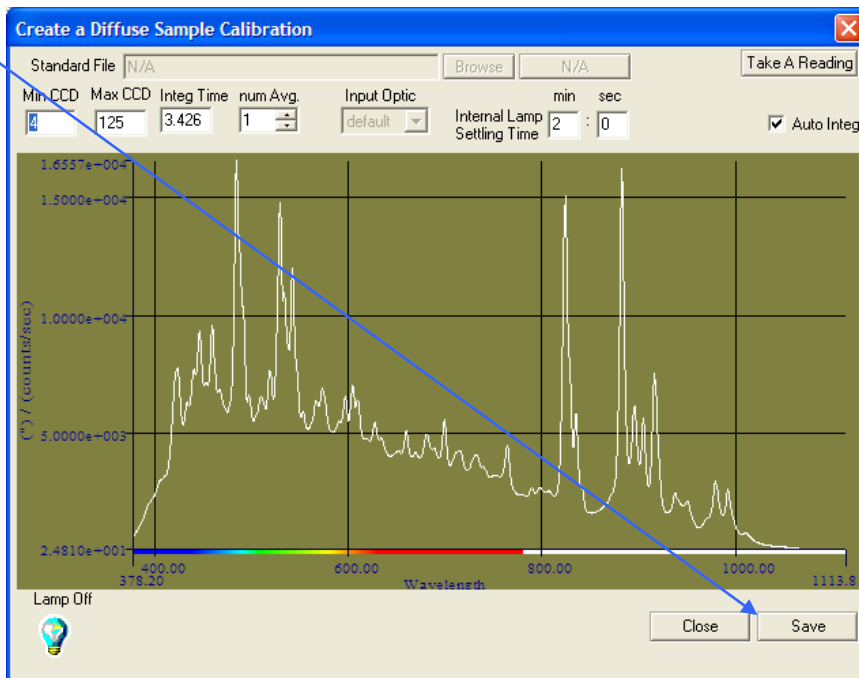 Create a Diffuse Sample Calibration
Standard File N/A Browse N/A Take A Reading
Min CCD Max CCD Integ Time num Avg. Input Optic min sec
4 125 3.426 1 default Internal Lamp Settling Time 2 : 0 Auto Integ
1.6557e+004
1.5000e+004
1.0000e+004
5.0000e+003
2.4810e+001
(") / (counts/sec)
400.00 600.00 800.00 1000.00
378.20 Wavelength 1113.8
Lamp Off
Close Save